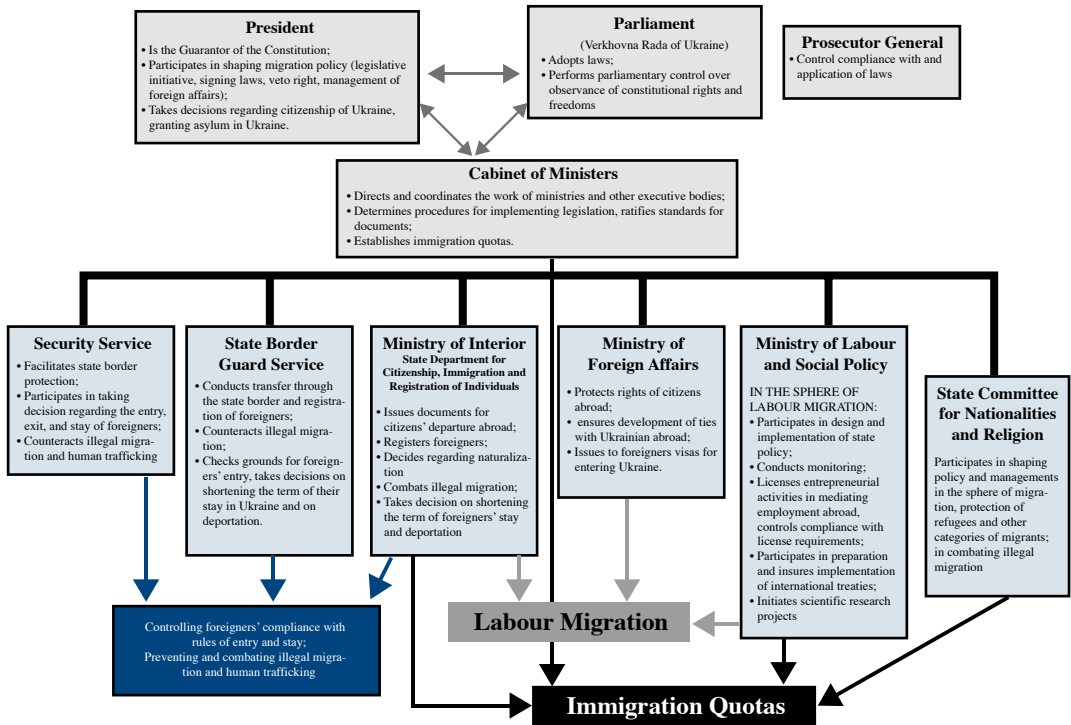 President
• Is the Guarantor of the Constitution;
• Participates in shaping migration policy (legislative
initiative, signing laws, veto right, management of
foreign affairs);
• Takes decisions regarding citizenship of Ukraine,
granting asylum in Ukraine.
Parliament
(Verkhovna Rada of Ukraine)
• Adopts laws;
• Performs parliamentary control over
observance of constitutional rights and
freedoms
Prosecutor General
• Control compliance with and
application of laws
Cabinet of Ministers
• Directs and coordinates the work of ministries and other executive bodies;
• Determines procedures for implementing legislation, ratifies standards for
documents;
• Establishes immigration quotas.
Security Service
• Facilitates state border
protection;
• Participates in taking
decision regarding the entry,
exit, and stay of foreigners;
• Counteracts illegal migra-
tion and human trafficking
State Border
Guard Service
• Conducts transfer through
the state border and registra-
tion of foreigners;
• Counteracts illegal migra-
tion;
• Checks grounds for foreign-
ers' entry, takes decisions on
shortening the term of their
stay in Ukraine and on
deportation.
Ministry of Interior
State Department for
Citizenship, Immigration and
Registration of Individuals
• Issues documents for
citizens' departure abroad;
• Registers foreigners;
• Decides regarding naturalization
• Combats illegal migration;
• Takes decision on shortening
the term of foreigners' stay
and deportation
Ministry of
Foreign Affairs
• Protects rights of citizens
abroad;
• ensures development of ties
with Ukrainian abroad;
• Issues to foreigners visas for
entering Ukraine.
Ministry of Labour
and Social Policy
IN THE SPHERE OF
LABOUR MIGRATION:
• Participates in design and
implementation of state
policy;
• Conducts monitoring;
• Licenses entrepreneurial
activities in mediating
employment abroad,
controls compliance with
license requirements;
• Participates in preparation
and insures implementation
of international treaties;
• Initiates scientific research
projects
State Committee
for Nationalities
and Religion
Participates in shaping
policy and managements
in the sphere of migra-
tion, protection of
refugees and other
categories of migrants;
in combating illegal
migration
Controlling foreigners' compliance with
rules of entry and stay;
Preventing and combating illegal migra-
tion and human trafficking
Labour Migration
Immigration Quotas